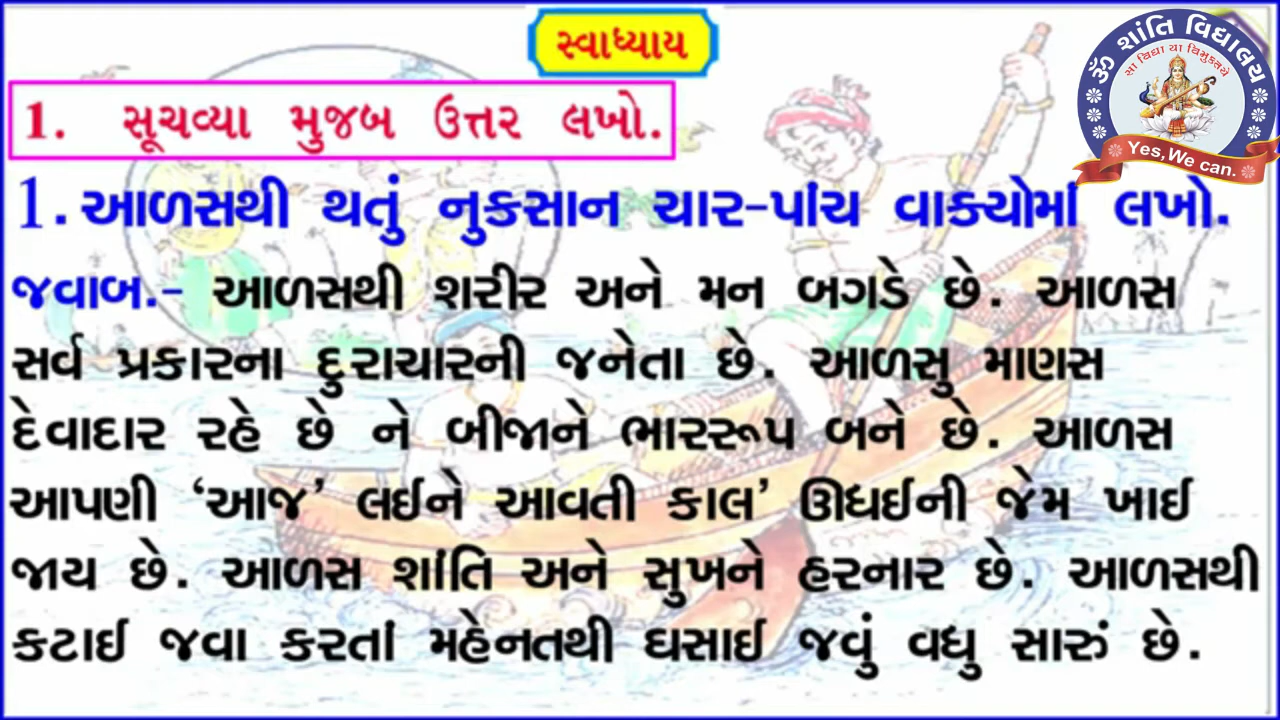 સ્વાધ્યાય
ૐ શાંતિ વિદ્યાલય
સા વિદ્યા યા વિમુક્તયે
Yes, We can.
1. સૂચવ્યા મુજબ ઉત્તર લખો.
1. આળસથી થતું નુકસાન ચાર-પાંચ વાક્યોમાં લખો.
જવાબ.- આળસથી શરીર અને મન બગડે છે. આળસ
સર્વ પ્રકારના દુરાચારની જનેતા છે. આળસુ માણસ
દેવાદાર રહે છે ને બીજાને ભારરૂપ બને છે. આળસ
આપણી ‘આજ’ લઈને આવતી કાલ’ ઊધઈની જેમ ખાઈ
જાય છે. આળસ શાંતિ અને સુખને હરનાર છે. આળસથી
કટાઈ જવા કરતાં મહેનતથી ઘસાઈ જવું વધુ સારું છે.